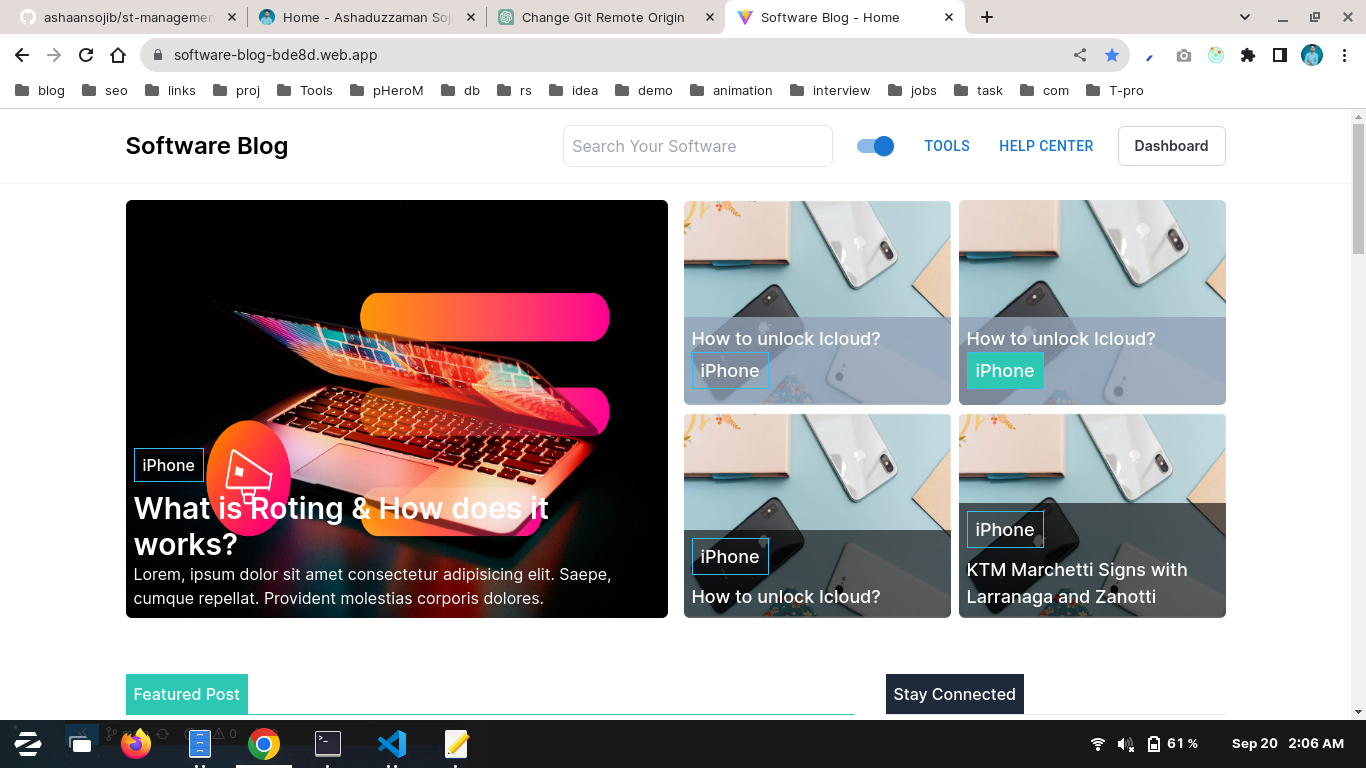 ashaansojib/st-managemen
Home - Ashaduzzaman Soji
Change Git Remote Origin
Software Blog - Home
software-blog-bde8d.web.app
blog seo links proj Tools pHeroM db rs idea demo animation interview jobs task com T-pro
Software Blog
Search Your Software
TOOLS
HELP CENTER
Dashboard
iPhone
What is Roting & How does it
works?
Lorem, ipsum dolor sit amet consectetur adipisicing elit. Saepe,
cumque repellat. Provident molestias corporis dolores.
How to unlock Icloud?
iPhone
How to unlock Icloud?
iPhone
iPhone
How to unlock Icloud?
iPhone
KTM Marchetti Signs with
Larranaga and Zanotti
Featured Post
Stay Connected
61 %
Sep 20 2:06 AM